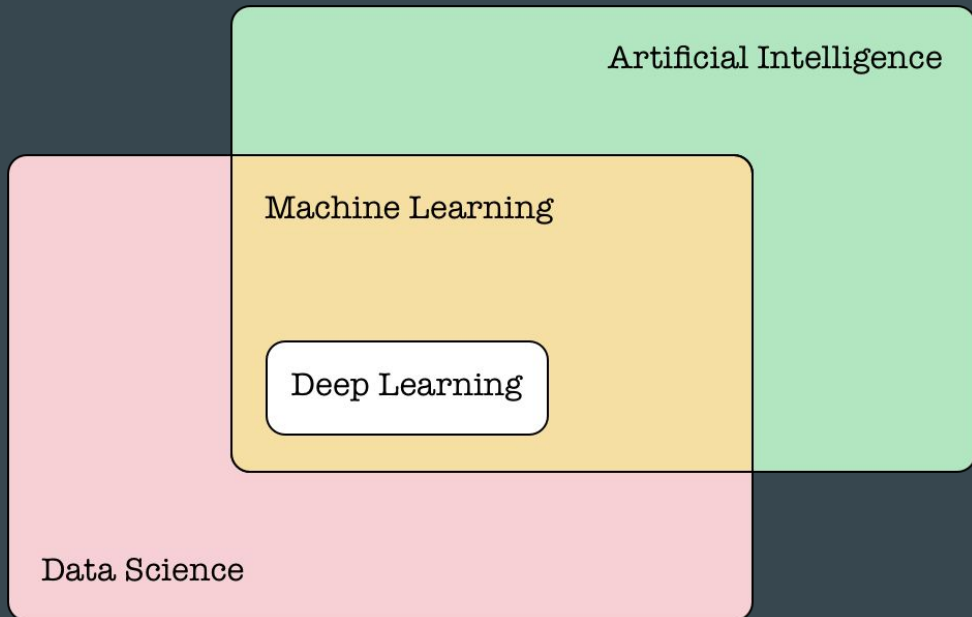 Artificial Intelligence
Machine Learning
Deep Learning
Data Science